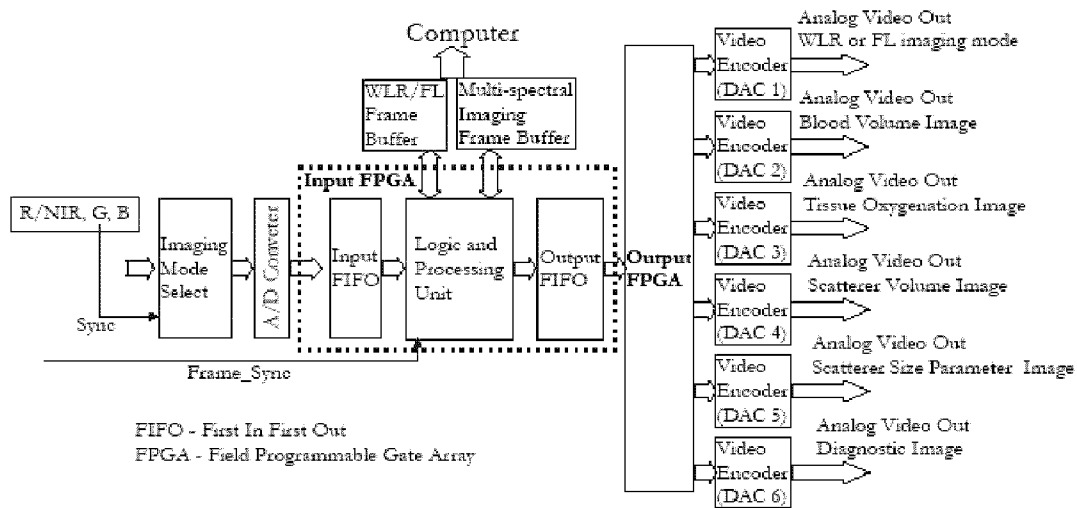 Computer
WLR/FL
Frame
Buffer
Multi-spectral
Imaging
Frame Buffer
Input FPGA
R/NIR, G, B
Sync
Imaging
Mode
Select
A/D Converter
Input
FIFO
Logic and
Processing
Unit
Output
FIFO
Frame_Sync
Output
FPGA
Video
Encoder
(DAC 1)
Analog Video Out
WLR or FL imaging mode
Video
Encoder
(DAC 2)
Analog Video Out
Blood Volume Image
Video
Encoder
(DAC 3)
Analog Video Out
Tissue Oxygenation Image
Video
Encoder
(DAC 4)
Analog Video Out
Scatterer Volume Image
Video
Encoder
(DAC 5)
Analog Video Out
Scatterer Size Parameter Image
Video
Encoder
(DAC 6)
Analog Video Out
Diagnostic Image
FIFO - First In First Out
FPGA - Field Programmable Gate Array